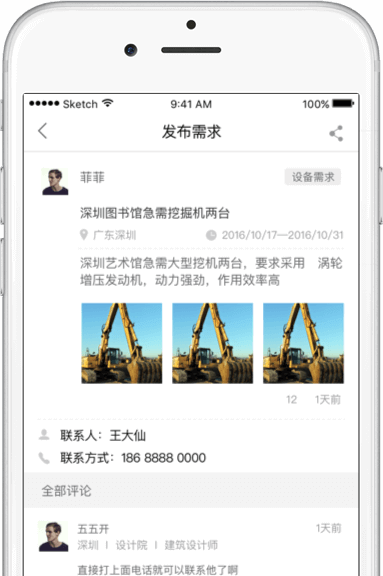 Sketch 9:41 AM 100%
发布需求
菲菲 设备需求
深圳图书馆急需挖掘机两台
广东深圳 2016/10/17—2016/10/31
深圳艺术馆急需大型挖机两台，要求采用 涡轮
增压发动机，动力强劲，作用效率高
12 1天前
联系人：王大仙
联系方式：186 8888 0000
全部评论
五五开 1天前
深圳 | 设计院 | 建筑设计师
直接打上面电话就可以联系他了啊